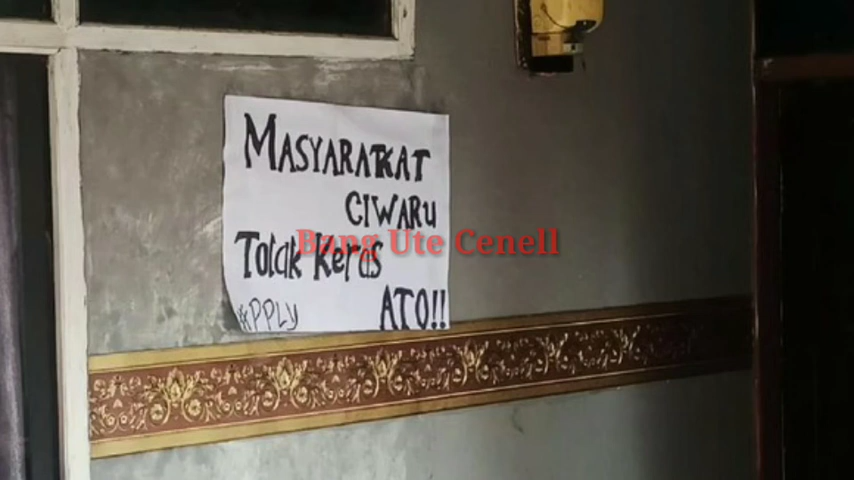 MASYARAKAT
CIWARU
Bang Ute Cenell
Tolak Keras
ATO!!
#PPLY